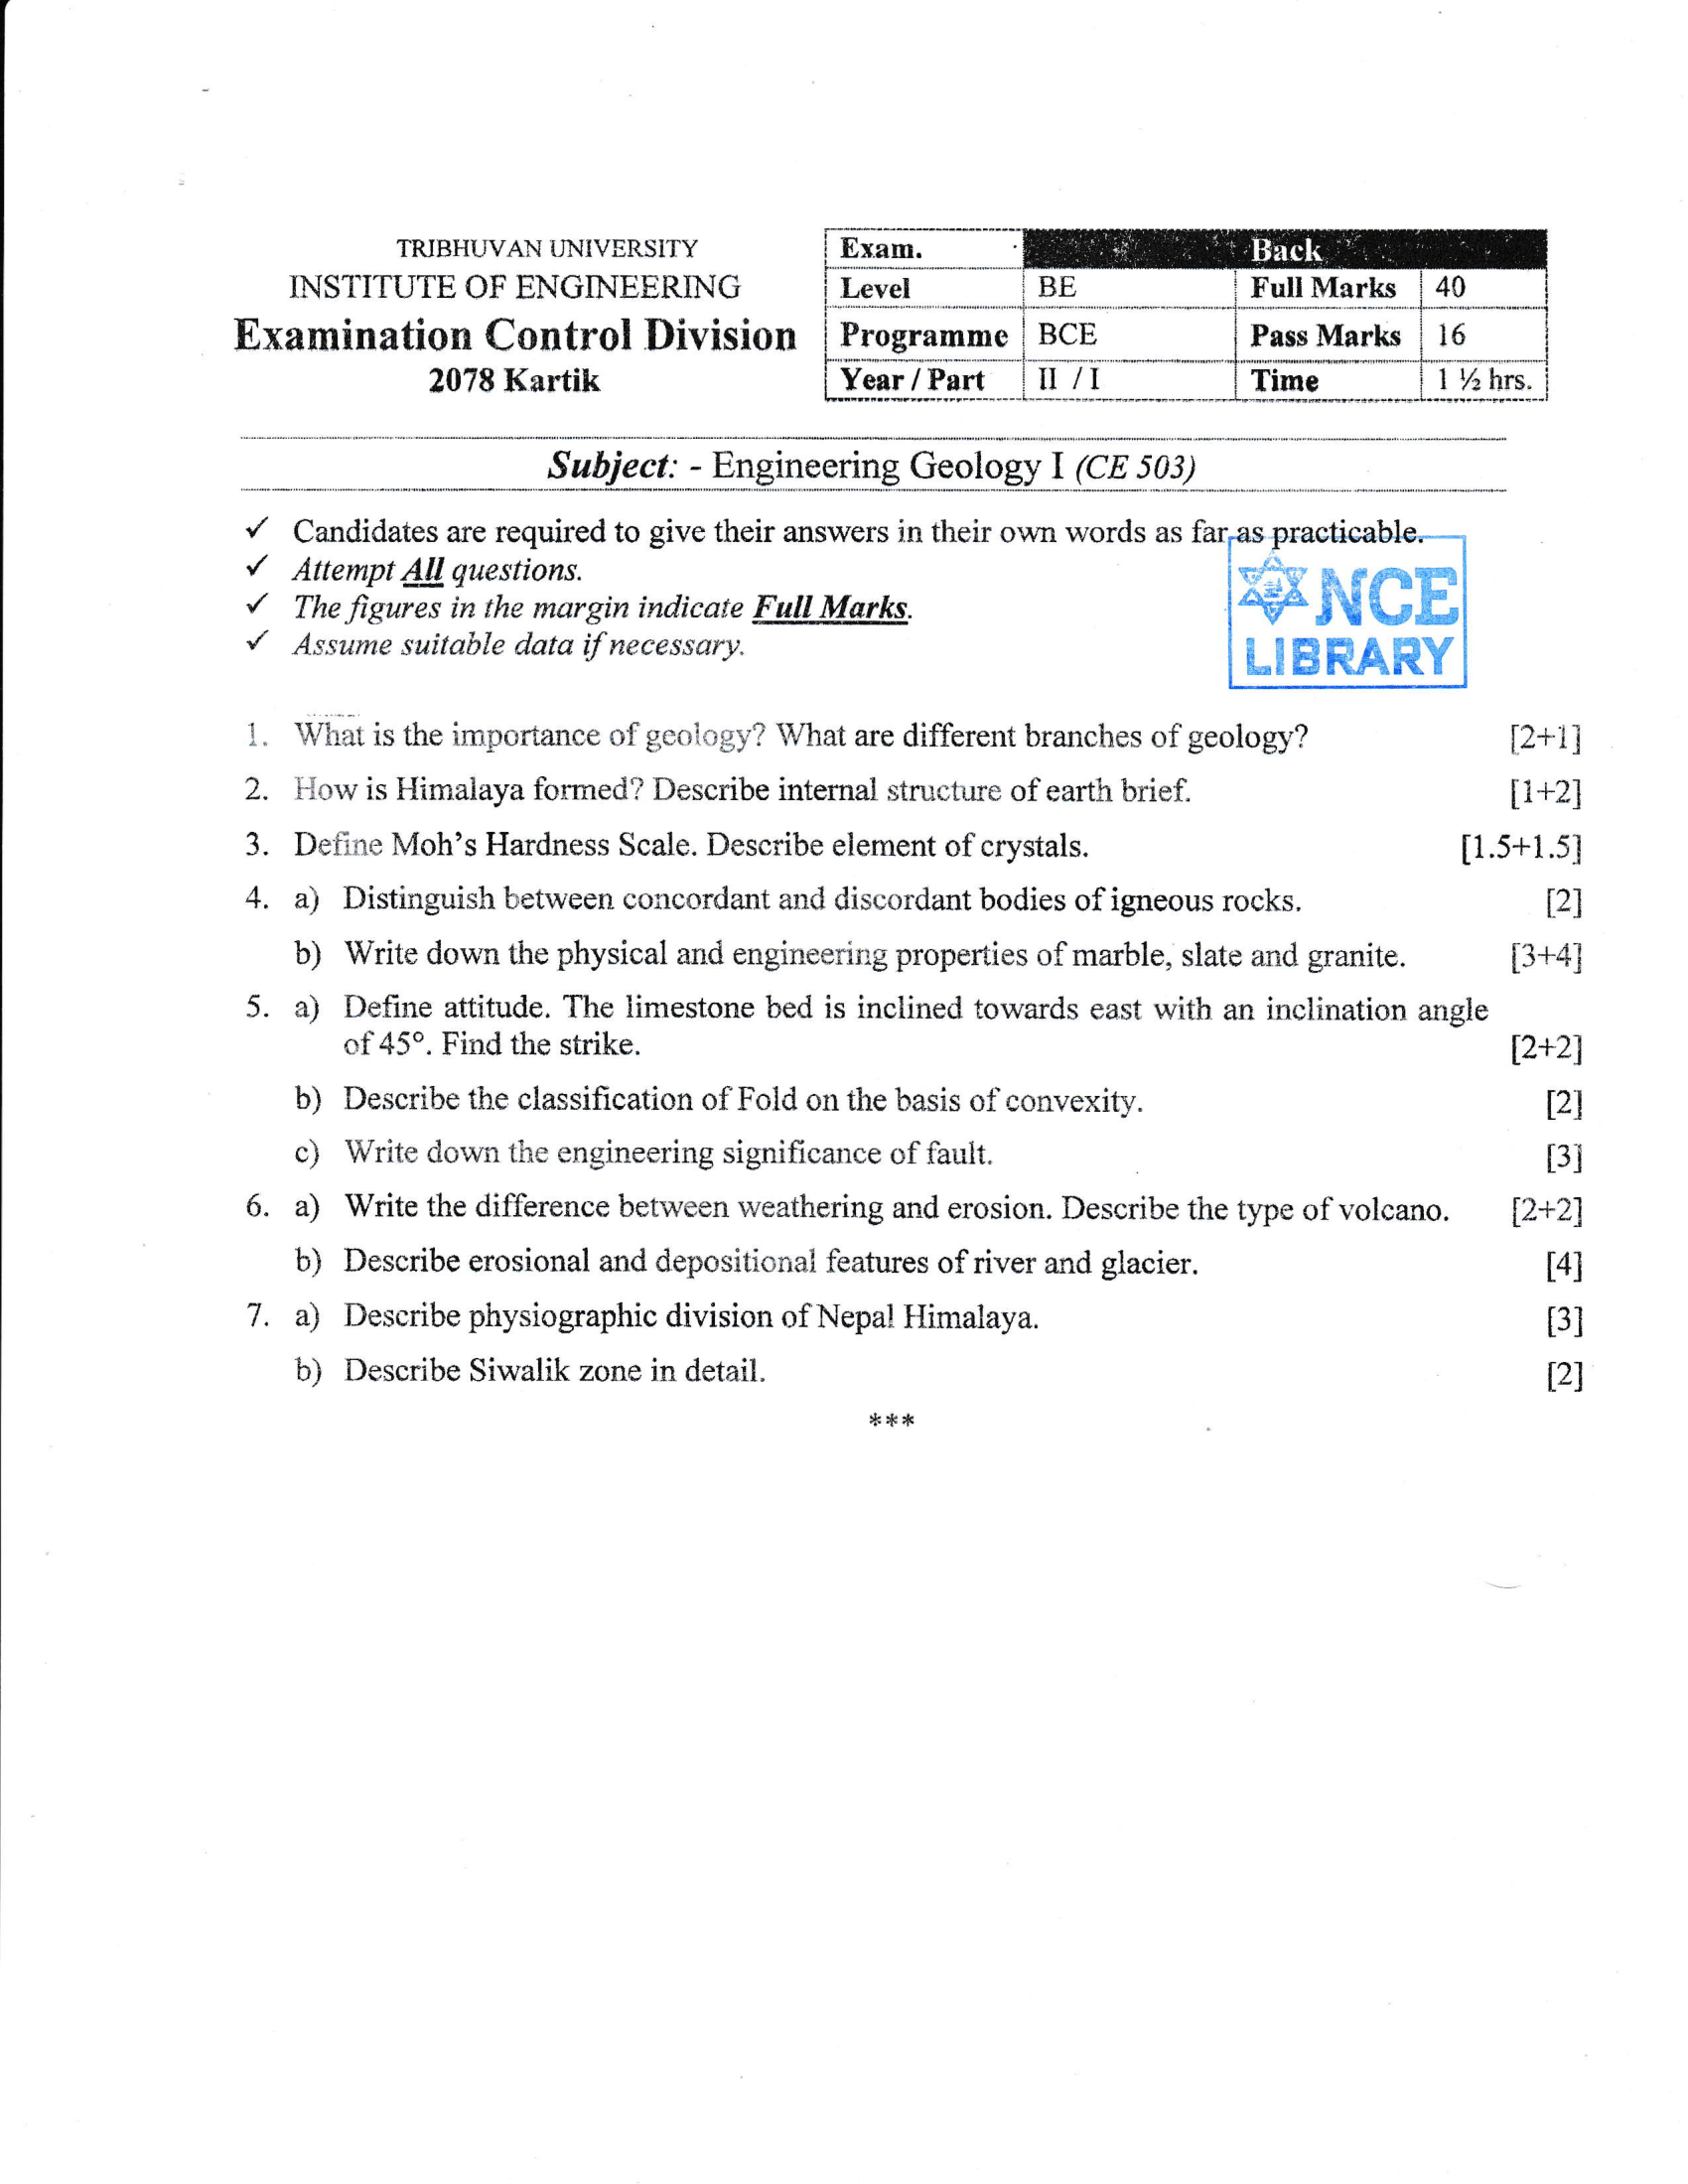 TRIBHUVAN UNIVERSITY
INSTITUTE OF ENGINEERING
Examination Control Division
2078 Kartik
Exam. Back
Level BE Full Marks 40
Programme BCE Pass Marks 16
Year / Part II / I Time 1 ½ hrs.
Subject: - Engineering Geology I (CE 503)
✓ Candidates are required to give their answers in their own words as far as practicable.
✓ Attempt All questions.
✓ The figures in the margin indicate Full Marks.
✓ Assume suitable data if necessary.
NCE
LIBRARY
1. What is the importance of geology? What are different branches of geology? [2+1]
2. How is Himalaya formed? Describe internal structure of earth brief. [1+2]
3. Define Moh's Hardness Scale. Describe element of crystals. [1.5+1.5]
4. a) Distinguish between concordant and discordant bodies of igneous rocks. [2]
b) Write down the physical and engineering properties of marble, slate and granite. [3+4]
5. a) Define attitude. The limestone bed is inclined towards east with an inclination angle
of 45°. Find the strike. [2+2]
b) Describe the classification of Fold on the basis of convexity. [2]
c) Write down the engineering significance of fault. [3]
6. a) Write the difference between weathering and erosion. Describe the type of volcano. [2+2]
b) Describe erosional and depositional features of river and glacier. [4]
7. a) Describe physiographic division of Nepal Himalaya. [3]
b) Describe Siwalik zone in detail. [2]
***